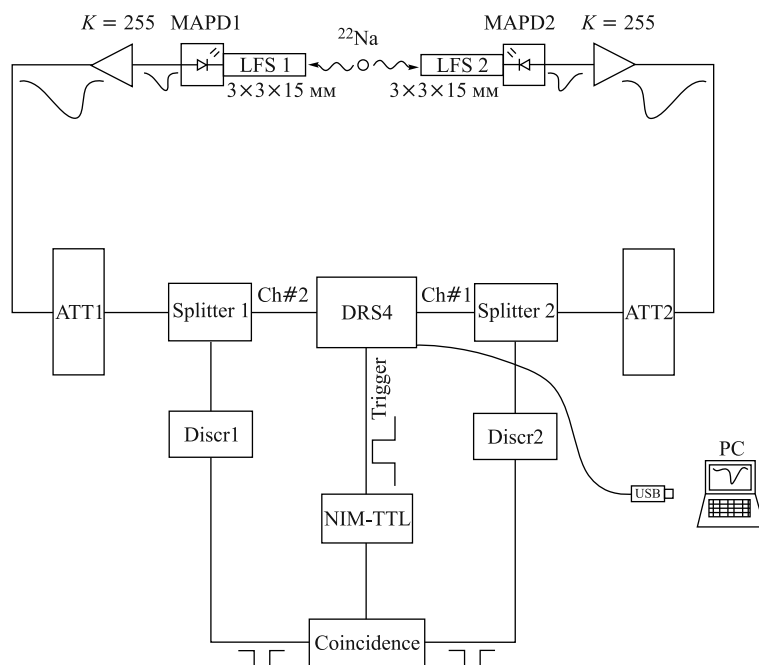 K = 255
MAPD1
²²Na
MAPD2
K = 255
LFS 1
LFS 2
3×3×15 мм
3×3×15 мм
ATT1
Splitter 1
Ch#2
DRS4
Ch#1
Splitter 2
ATT2
Trigger
Discr1
Discr2
PC
USB
NIM-TTL
Coincidence